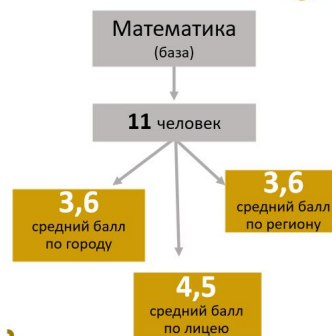 Математика
(база)
11 человек
3,6
средний балл
по городу
3,6
средний балл
по региону
4,5
средний балл
по лицею